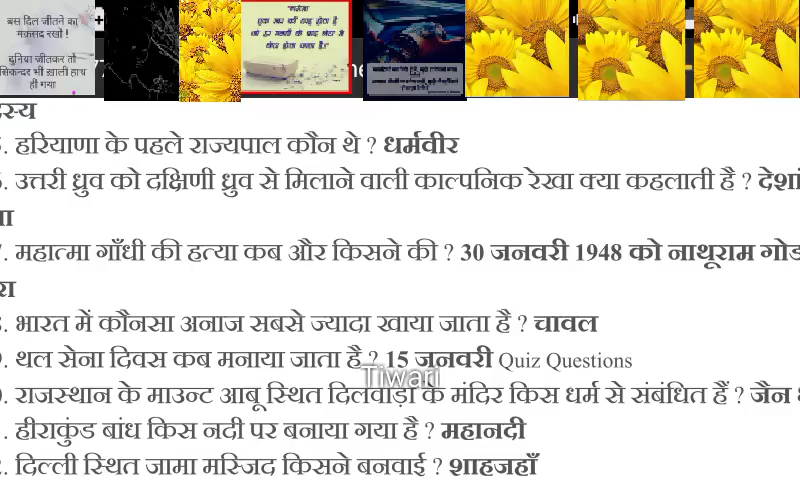 बस दिल जीतने का
मकसद रखो !
दुनिया जीतकर तो
सिकन्दर भी ख़ाली हाथ
ही गया
स्य
. हरियाणा के पहले राज्यपाल कौन थे ? धर्मवीर
. उत्तरी ध्रुव को दक्षिणी ध्रुव से मिलाने वाली काल्पनिक रेखा क्या कहलाती है ?
. महात्मा गाँधी की हत्या कब और किसने की ? 30 जनवरी 1948 को नाथूराम गोड
रा
. भारत में कौनसा अनाज सबसे ज्यादा खाया जाता है ? चावल
. थल सेना दिवस कब मनाया जाता है ? 15 जनवरी Quiz Questions
Tiwari
. राजस्थान के माउन्ट आबू स्थित दिलवाड़ा के मंदिर किस धर्म से संबंधित हैं ? जैन
. हीराकुंड बांध किस नदी पर बनाया गया है ? महानदी
. दिल्ली स्थित जामा मस्जिद किसने बनवाई ? शाहजहाँ